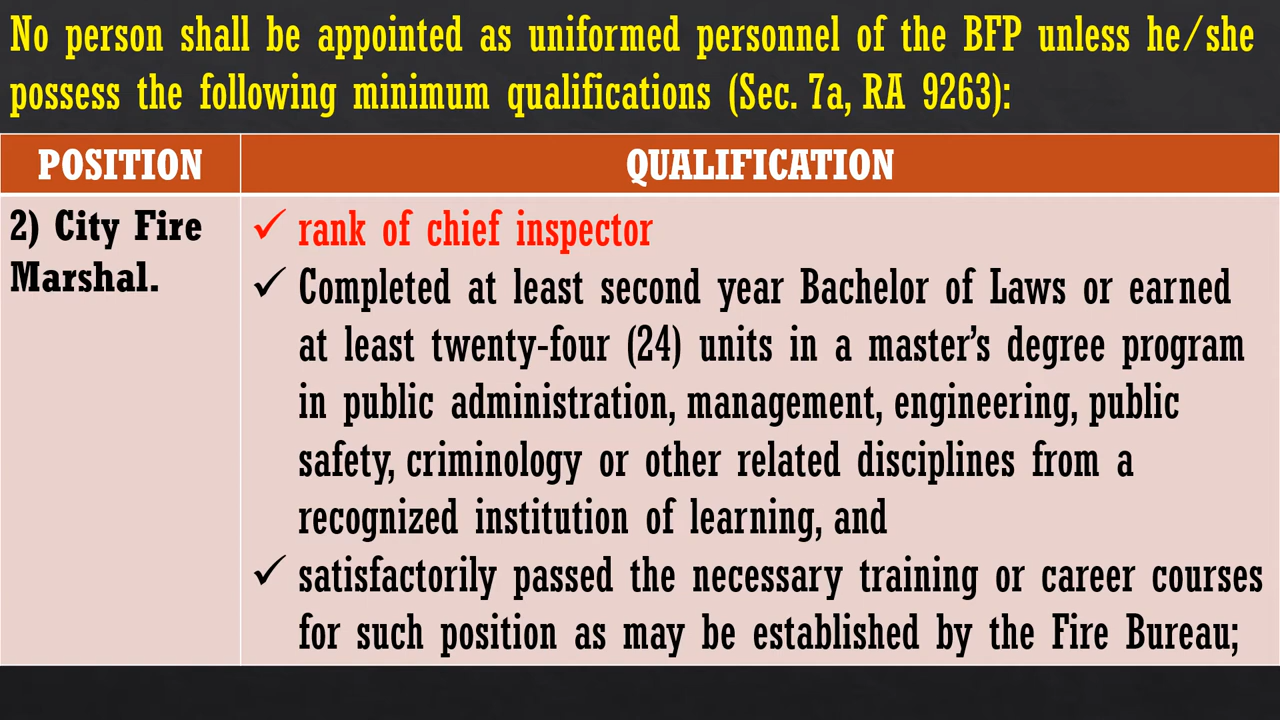 No person shall be appointed as uniformed personnel of the BFP unless he/she
possess the following minimum qualifications (Sec. 7a, RA 9263):
POSITION
QUALIFICATION
2) City Fire
Marshal.
✓ rank of chief inspector
✓ Completed at least second year Bachelor of Laws or earned
at least twenty-four (24) units in a master’s degree program
in public administration, management, engineering, public
safety, criminology or other related disciplines from a
recognized institution of learning, and
✓ satisfactorily passed the necessary training or career courses
for such position as may be established by the Fire Bureau;